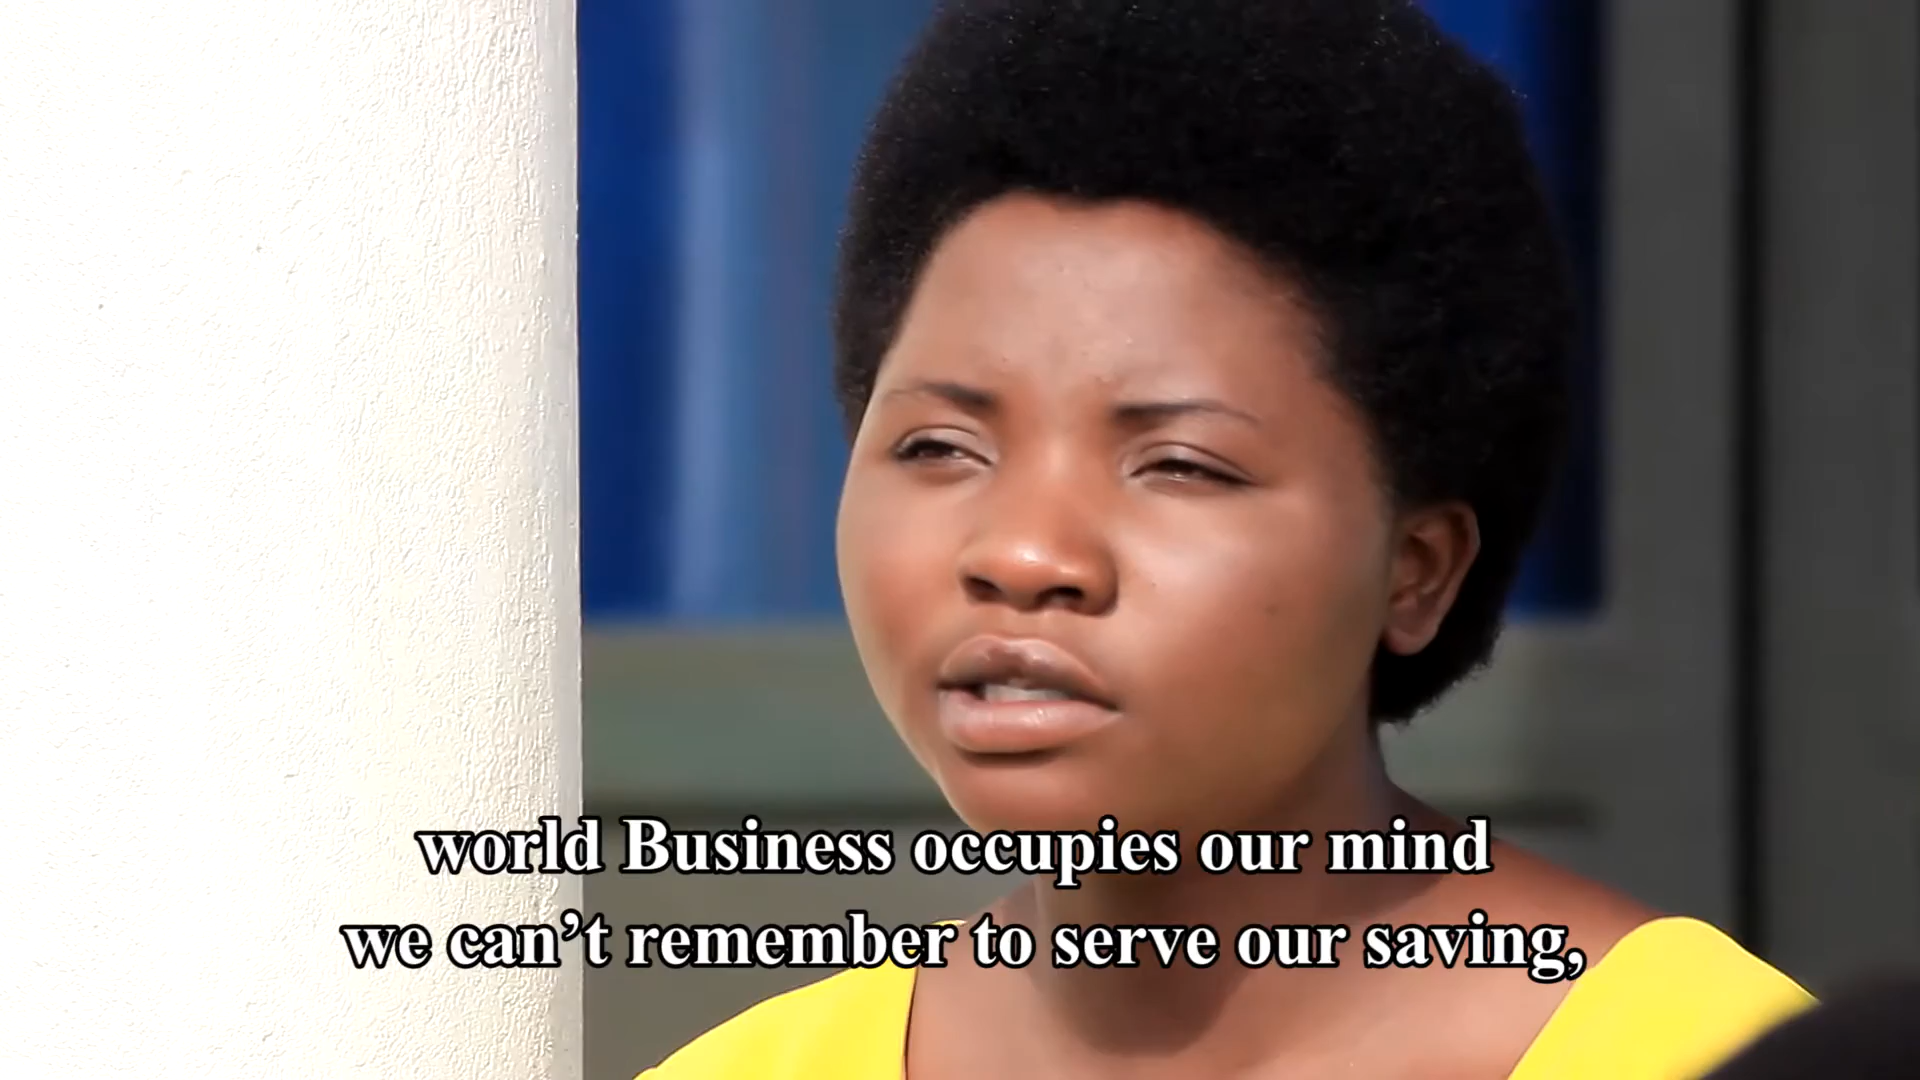 world Business occupies our mind
we can’t remember to serve our saving,